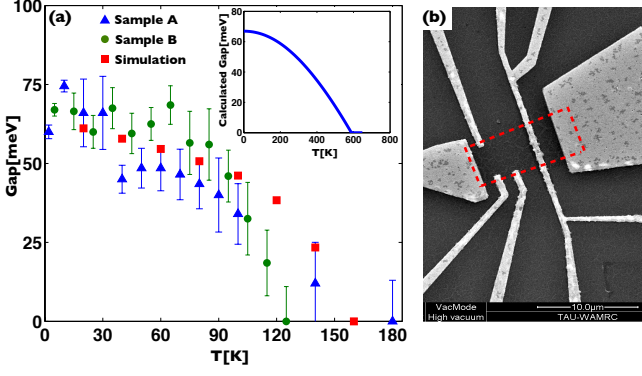 (a)
Sample A
Sample B
Simulation
Gap[meV]
100
75
50
25
0
0
30
60
90
120
150
180
T[K]
Calculated Gap[meV]
80
60
40
20
0
0
200
400
600
800
T[K]
(b)
VacMode
High vacuum
10.0µm
TAU-WAMRC